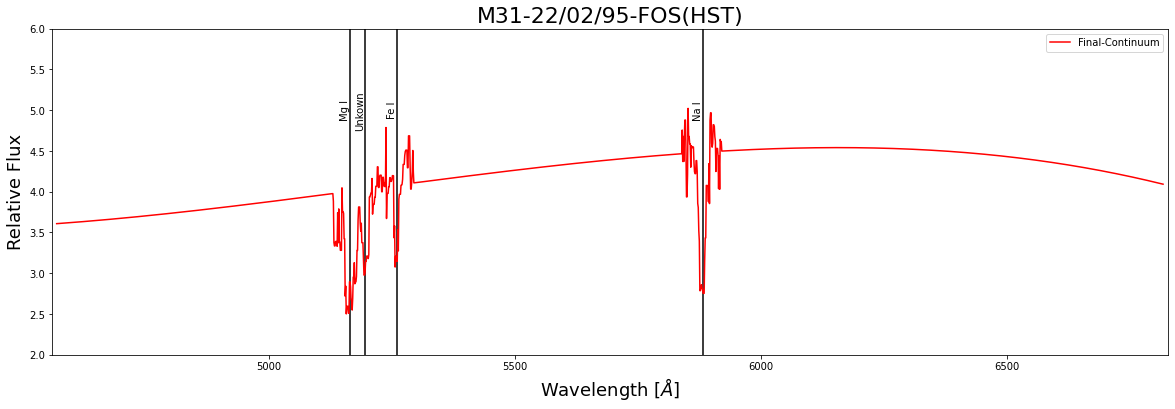 M31-22/02/95-FOS(HST)
6.0
5.5
5.0
4.5
4.0
3.5
3.0
2.5
2.0
Relative Flux
Mg I
Unkown
Fe I
Na I
Final-Continuum
5000
5500
6000
6500
Wavelength [Å]